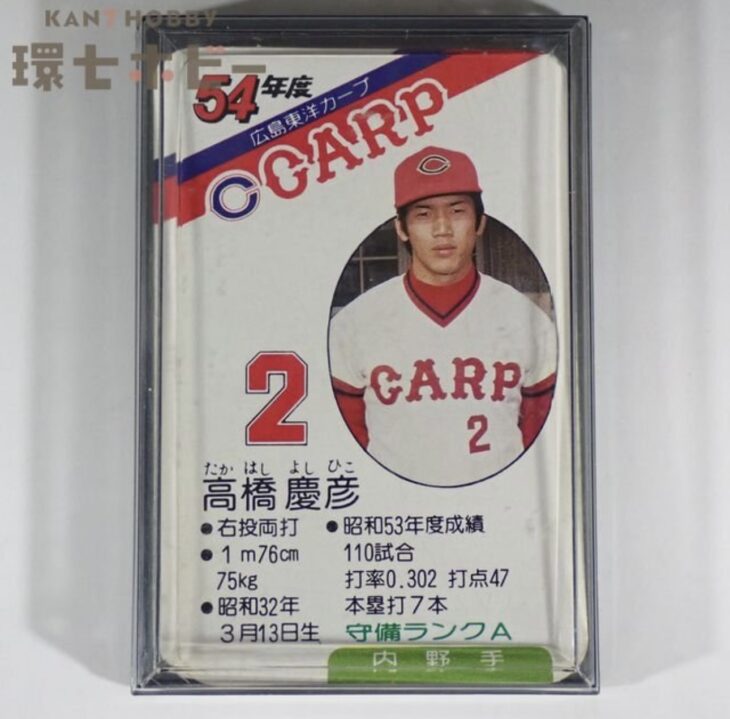 KAN7HOBBY
環七ホビー
54年度
広島東洋カープ
C CARP
C
CARP
2
2
たか はし よし ひこ
高橋慶彦
●右投両打
●1m76cm
75kg
●昭和32年
3月13日生
●昭和53年度成績
110試合
打率0.302 打点47
本塁打7本
守備ランクA
内野手